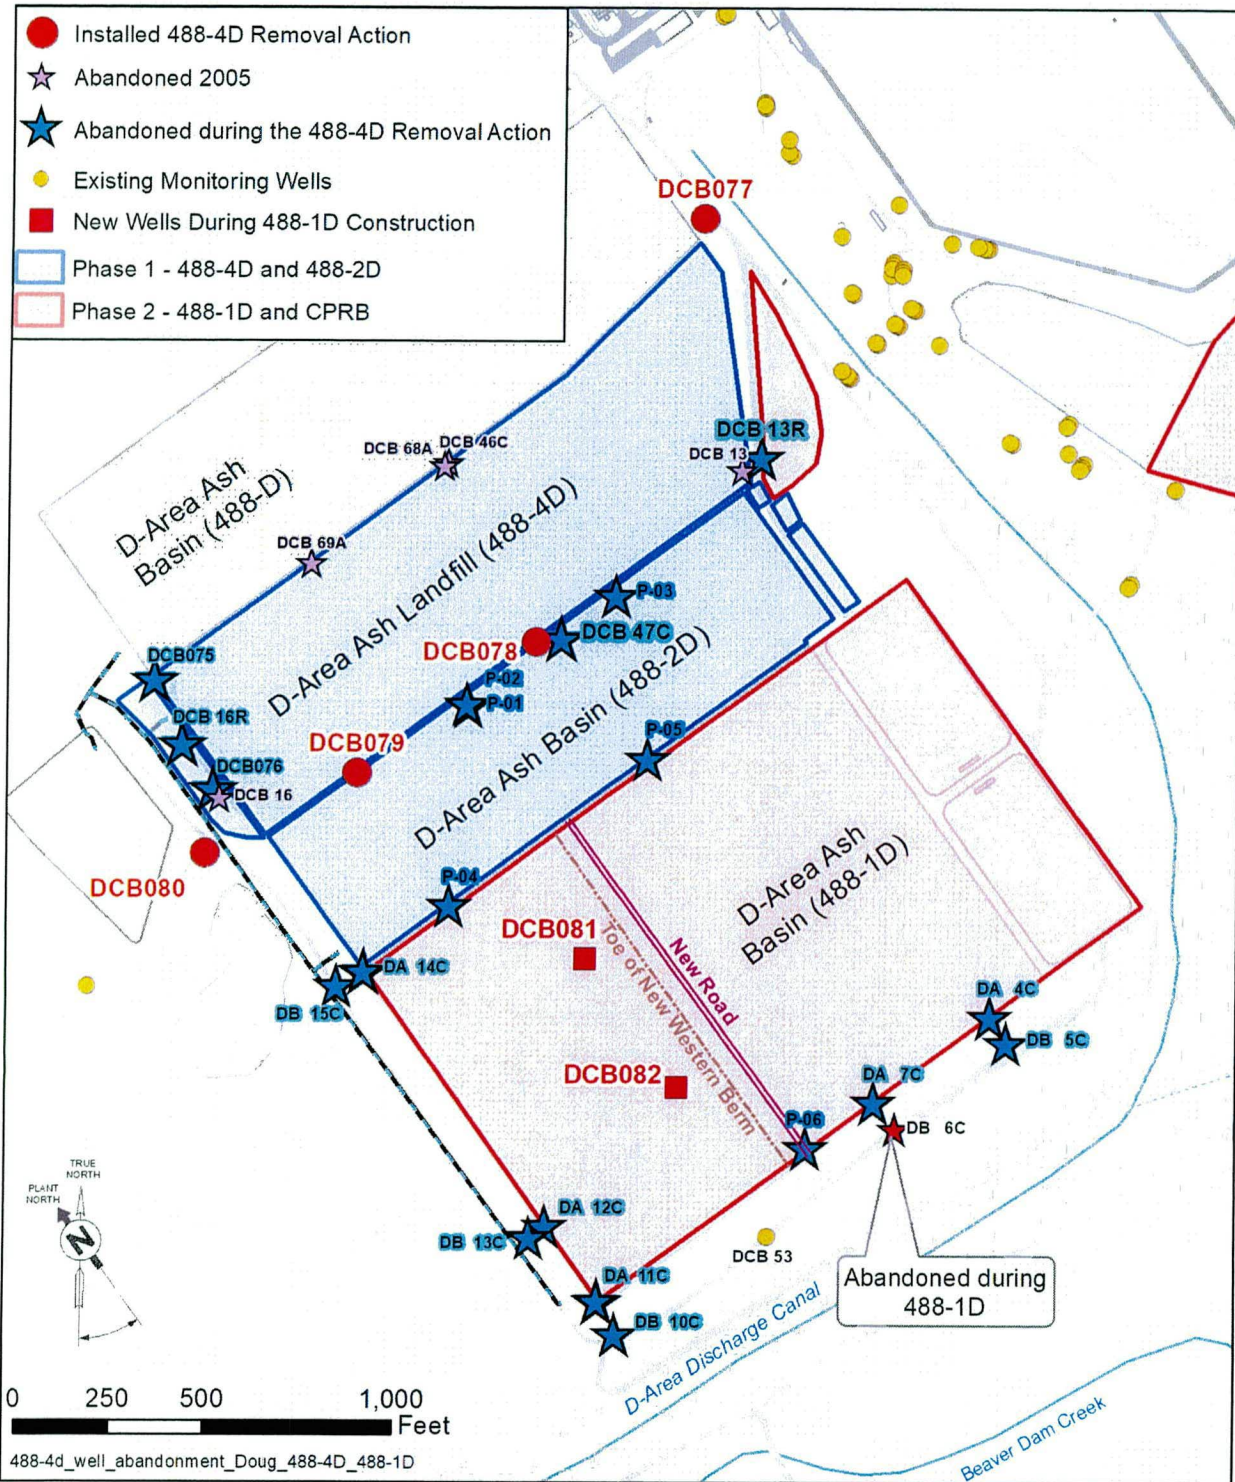 Installed 488-4D Removal Action
Abandoned 2005
Abandoned during the 488-4D Removal Action
Existing Monitoring Wells
New Wells During 488-1D Construction
Phase 1 - 488-4D and 488-2D
Phase 2 - 488-1D and CPRB
DCB077
DCB 68A
DCB 46C
DCB 13R
DCB 13
D-Area Ash
Basin (488-D)
DCB 69A
D-Area Ash Landfill (488-4D)
P-03
DCB 47C
DCB078
DCB075
P-02
P-01
DCB 16R
D-Area Ash Basin (488-2D)
P-05
DCB079
DCB076
DCB 16
DCB080
P-04
D-Area Ash
Basin (488-1D)
DCB081
Toe of New Western Berm
New Road
DA 14C
DB 15C
DA 4C
DB 5C
DCB082
DA 7C
P-06
DB 6C
TRUE
NORTH
PLANT
NORTH
N
DA 12C
DB 13C
DCB 53
DA 11C
DB 10C
Abandoned during
488-1D
D-Area Discharge Canal
Beaver Dam Creek
0 250 500 1,000
Feet
488-4d_well_abandonment_Doug_488-4D_488-1D